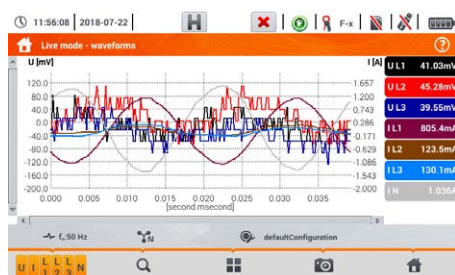 11:56:08 2018-07-22 H F-x
Live mode - waveforms
U [mV] I [A]
120.0 1.657
80.0 1.200
40.0 0.743
0.0 0.286
-40.0 -0.171
-80.0 -0.629
-120.0 -1.086
-160.0 -1.543
-200.0 -2.000
0.000 0.005 0.010 0.015 0.020 0.025 0.030 0.035
[second.msecond]
U L1 41.03mV
U L2 45.28mV
U L3 39.55mV
I L1 805.4mA
I L2 123.5mA
I L3 130.1mA
I N 1.036A
fₙ:50 Hz N defaultConfiguration
U I L1 L2 L3 N